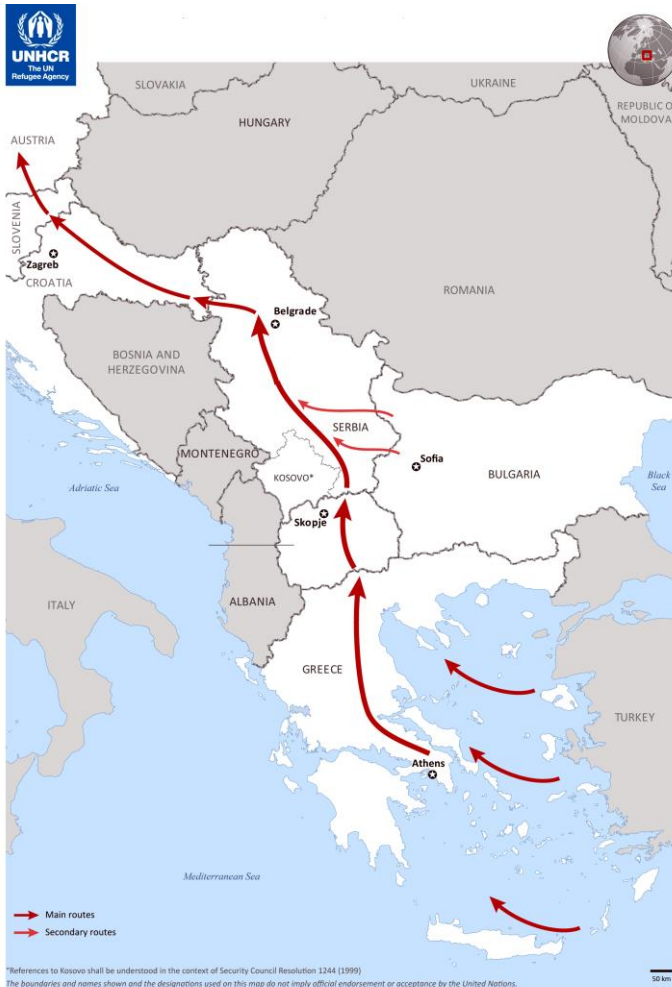 UNHCR
The UN
Refugee Agency
SLOVAKIA
UKRAINE
REPUBLIC O
MOLDOVA
HUNGARY
AUSTRIA
SLOVENIA
Zagreb
CROATIA
ROMANIA
Belgrade
BOSNIA AND
HERZEGOVINA
SERBIA
MONTENEGRO
Sofia
KOSOVO*
BULGARIA
Black
Sea
Adriatic Sea
Skopje
ITALY
ALBANIA
GREECE
TURKEY
Athens
Mediterranean Sea
Main routes
Secondary routes
*References to Kosovo shall be understood in the context of Security Council Resolution 1244 (1999)
50 km
The boundaries and names shown and the designations used on this map do not imply official endorsement or acceptance by the United Nations.